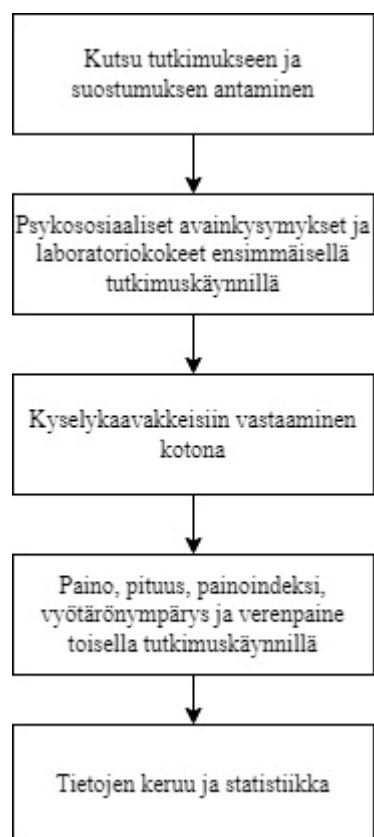 Kutsu tutkimukseen ja
suostumuksen antaminen
Psykososiaaliset avainkysymykset ja
laboratoriokokeet ensimmäisellä
tutkimuskäynnillä
Kyselykaavakkeisiin vastaaminen
kotona
Paino, pituus, painoindeksi,
vyötärönympärys ja verenpaine
toisella tutkimuskäynnillä
Tietojen keruu ja statistiikka